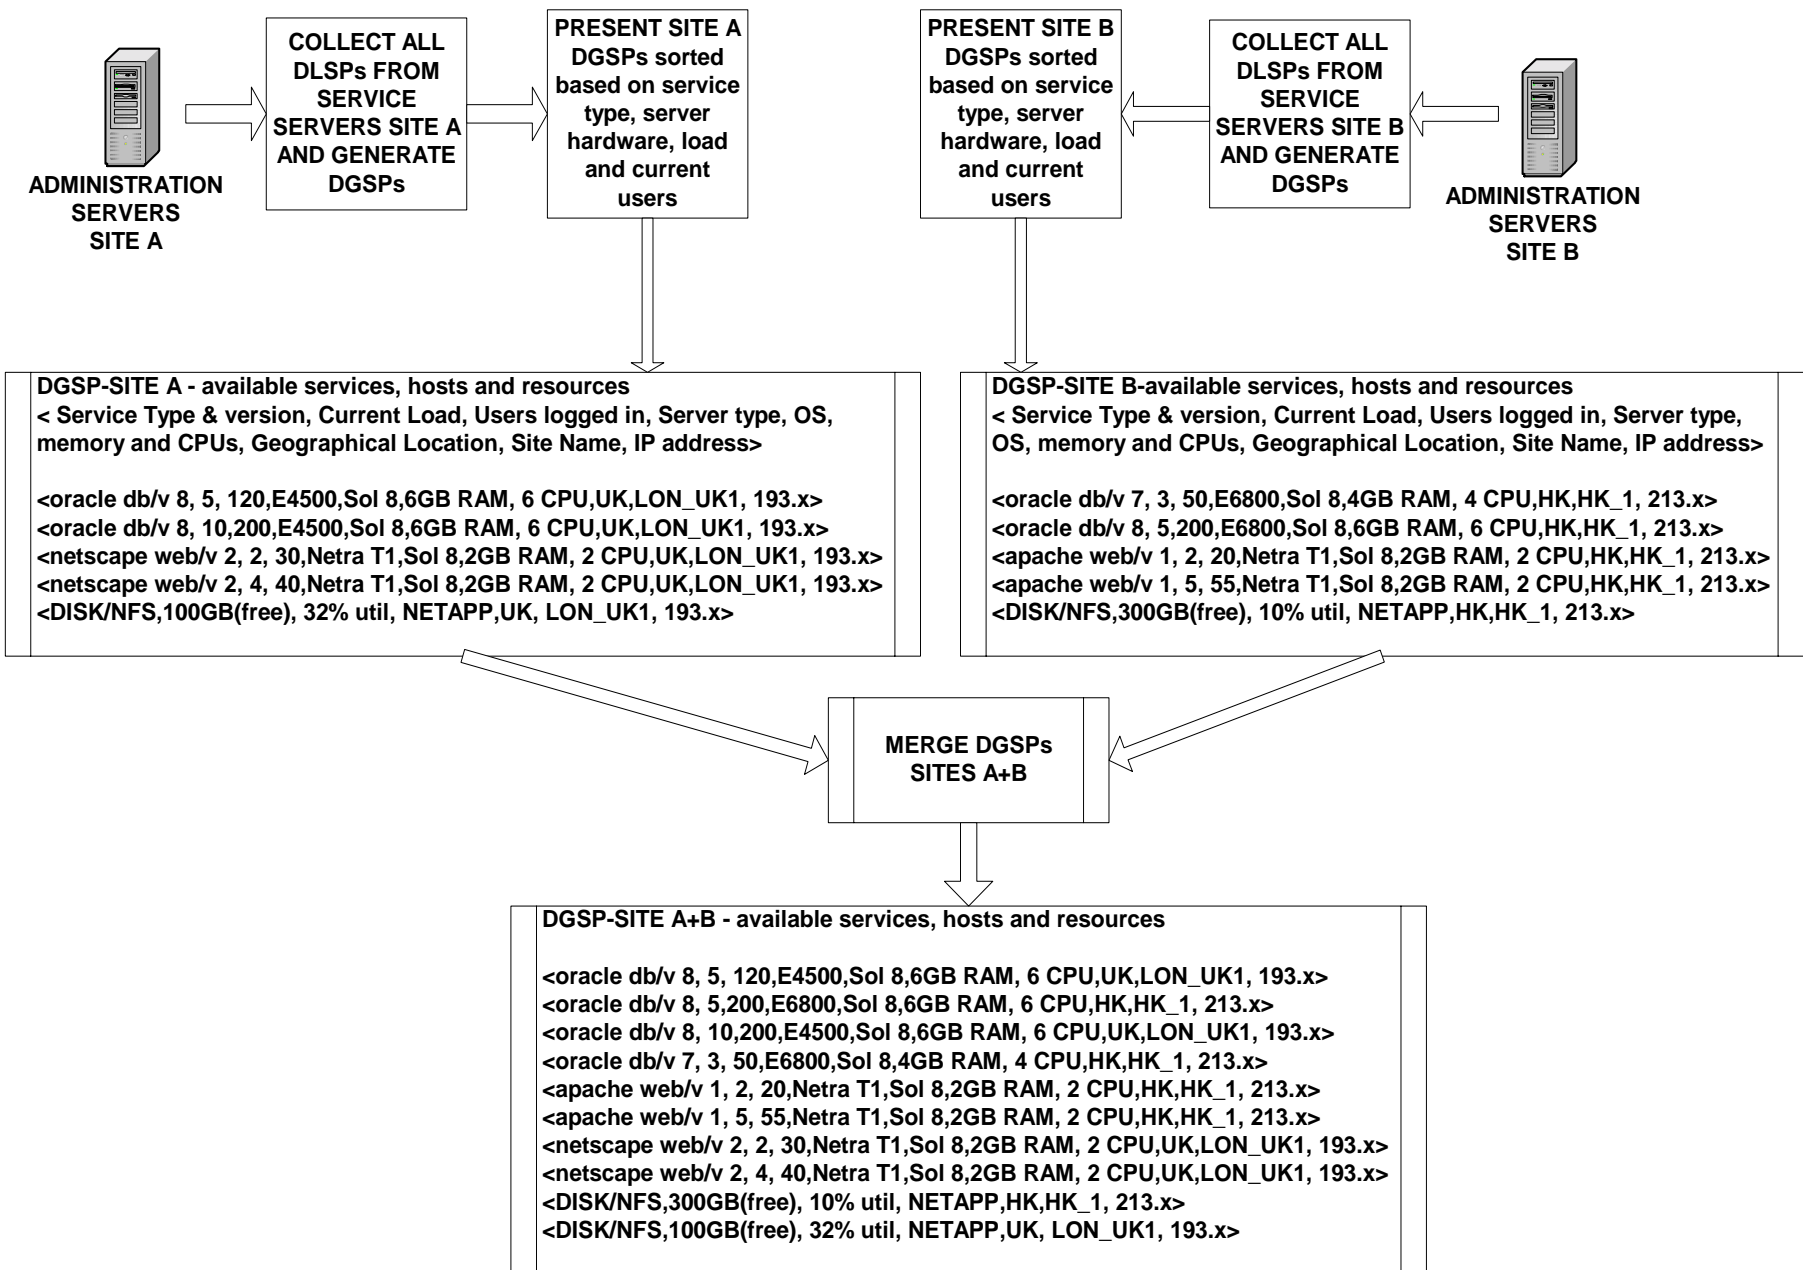 ADMINISTRATION
SERVERS
SITE A
COLLECT ALL
DLSPs FROM
SERVICE
SERVERS SITE A
AND GENERATE
DGSPs
PRESENT SITE A
DGSPs sorted
based on service
type, server
hardware, load
and current
users
PRESENT SITE B
DGSPs sorted
based on service
type, server
hardware, load
and current
users
COLLECT ALL
DLSPs FROM
SERVICE
SERVERS SITE B
AND GENERATE
DGSPs
ADMINISTRATION
SERVERS
SITE B
DGSP-SITE A - available services, hosts and resources
< Service Type & version, Current Load, Users logged in, Server type, OS,
memory and CPUs, Geographical Location, Site Name, IP address>
<oracle db/v 8, 5, 120,E4500,Sol 8,6GB RAM, 6 CPU,UK,LON_UK1, 193.x>
<oracle db/v 8, 10,200,E4500,Sol 8,6GB RAM, 6 CPU,UK,LON_UK1, 193.x>
<netscape web/v 2, 2, 30,Netra T1,Sol 8,2GB RAM, 2 CPU,UK,LON_UK1, 193.x>
<netscape web/v 2, 4, 40,Netra T1,Sol 8,2GB RAM, 2 CPU,UK,LON_UK1, 193.x>
<DISK/NFS,100GB(free), 32% util, NETAPP,UK, LON_UK1, 193.x>
DGSP-SITE B-available services, hosts and resources
< Service Type & version, Current Load, Users logged in, Server type,
OS, memory and CPUs, Geographical Location, Site Name, IP address>
<oracle db/v 7, 3, 50,E6800,Sol 8,4GB RAM, 4 CPU,HK,HK_1, 213.x>
<oracle db/v 8, 5,200,E6800,Sol 8,6GB RAM, 6 CPU,HK,HK_1, 213.x>
<apache web/v 1, 2, 20,Netra T1,Sol 8,2GB RAM, 2 CPU,HK,HK_1, 213.x>
<apache web/v 1, 5, 55,Netra T1,Sol 8,2GB RAM, 2 CPU,HK,HK_1, 213.x>
<DISK/NFS,300GB(free), 10% util, NETAPP,HK,HK_1, 213.x>
MERGE DGSPs
SITES A+B
DGSP-SITE A+B - available services, hosts and resources
<oracle db/v 8, 5, 120,E4500,Sol 8,6GB RAM, 6 CPU,UK,LON_UK1, 193.x>
<oracle db/v 8, 5,200,E6800,Sol 8,6GB RAM, 6 CPU,HK,HK_1, 213.x>
<oracle db/v 8, 10,200,E4500,Sol 8,6GB RAM, 6 CPU,UK,LON_UK1, 193.x>
<oracle db/v 7, 3, 50,E6800,Sol 8,4GB RAM, 4 CPU,HK,HK_1, 213.x>
<apache web/v 1, 2, 20,Netra T1,Sol 8,2GB RAM, 2 CPU,HK,HK_1, 213.x>
<apache web/v 1, 5, 55,Netra T1,Sol 8,2GB RAM, 2 CPU,HK,HK_1, 213.x>
<netscape web/v 2, 2, 30,Netra T1,Sol 8,2GB RAM, 2 CPU,UK,LON_UK1, 193.x>
<netscape web/v 2, 4, 40,Netra T1,Sol 8,2GB RAM, 2 CPU,UK,LON_UK1, 193.x>
<DISK/NFS,300GB(free), 10% util, NETAPP,HK,HK_1, 213.x>
<DISK/NFS,100GB(free), 32% util, NETAPP,UK, LON_UK1, 193.x>